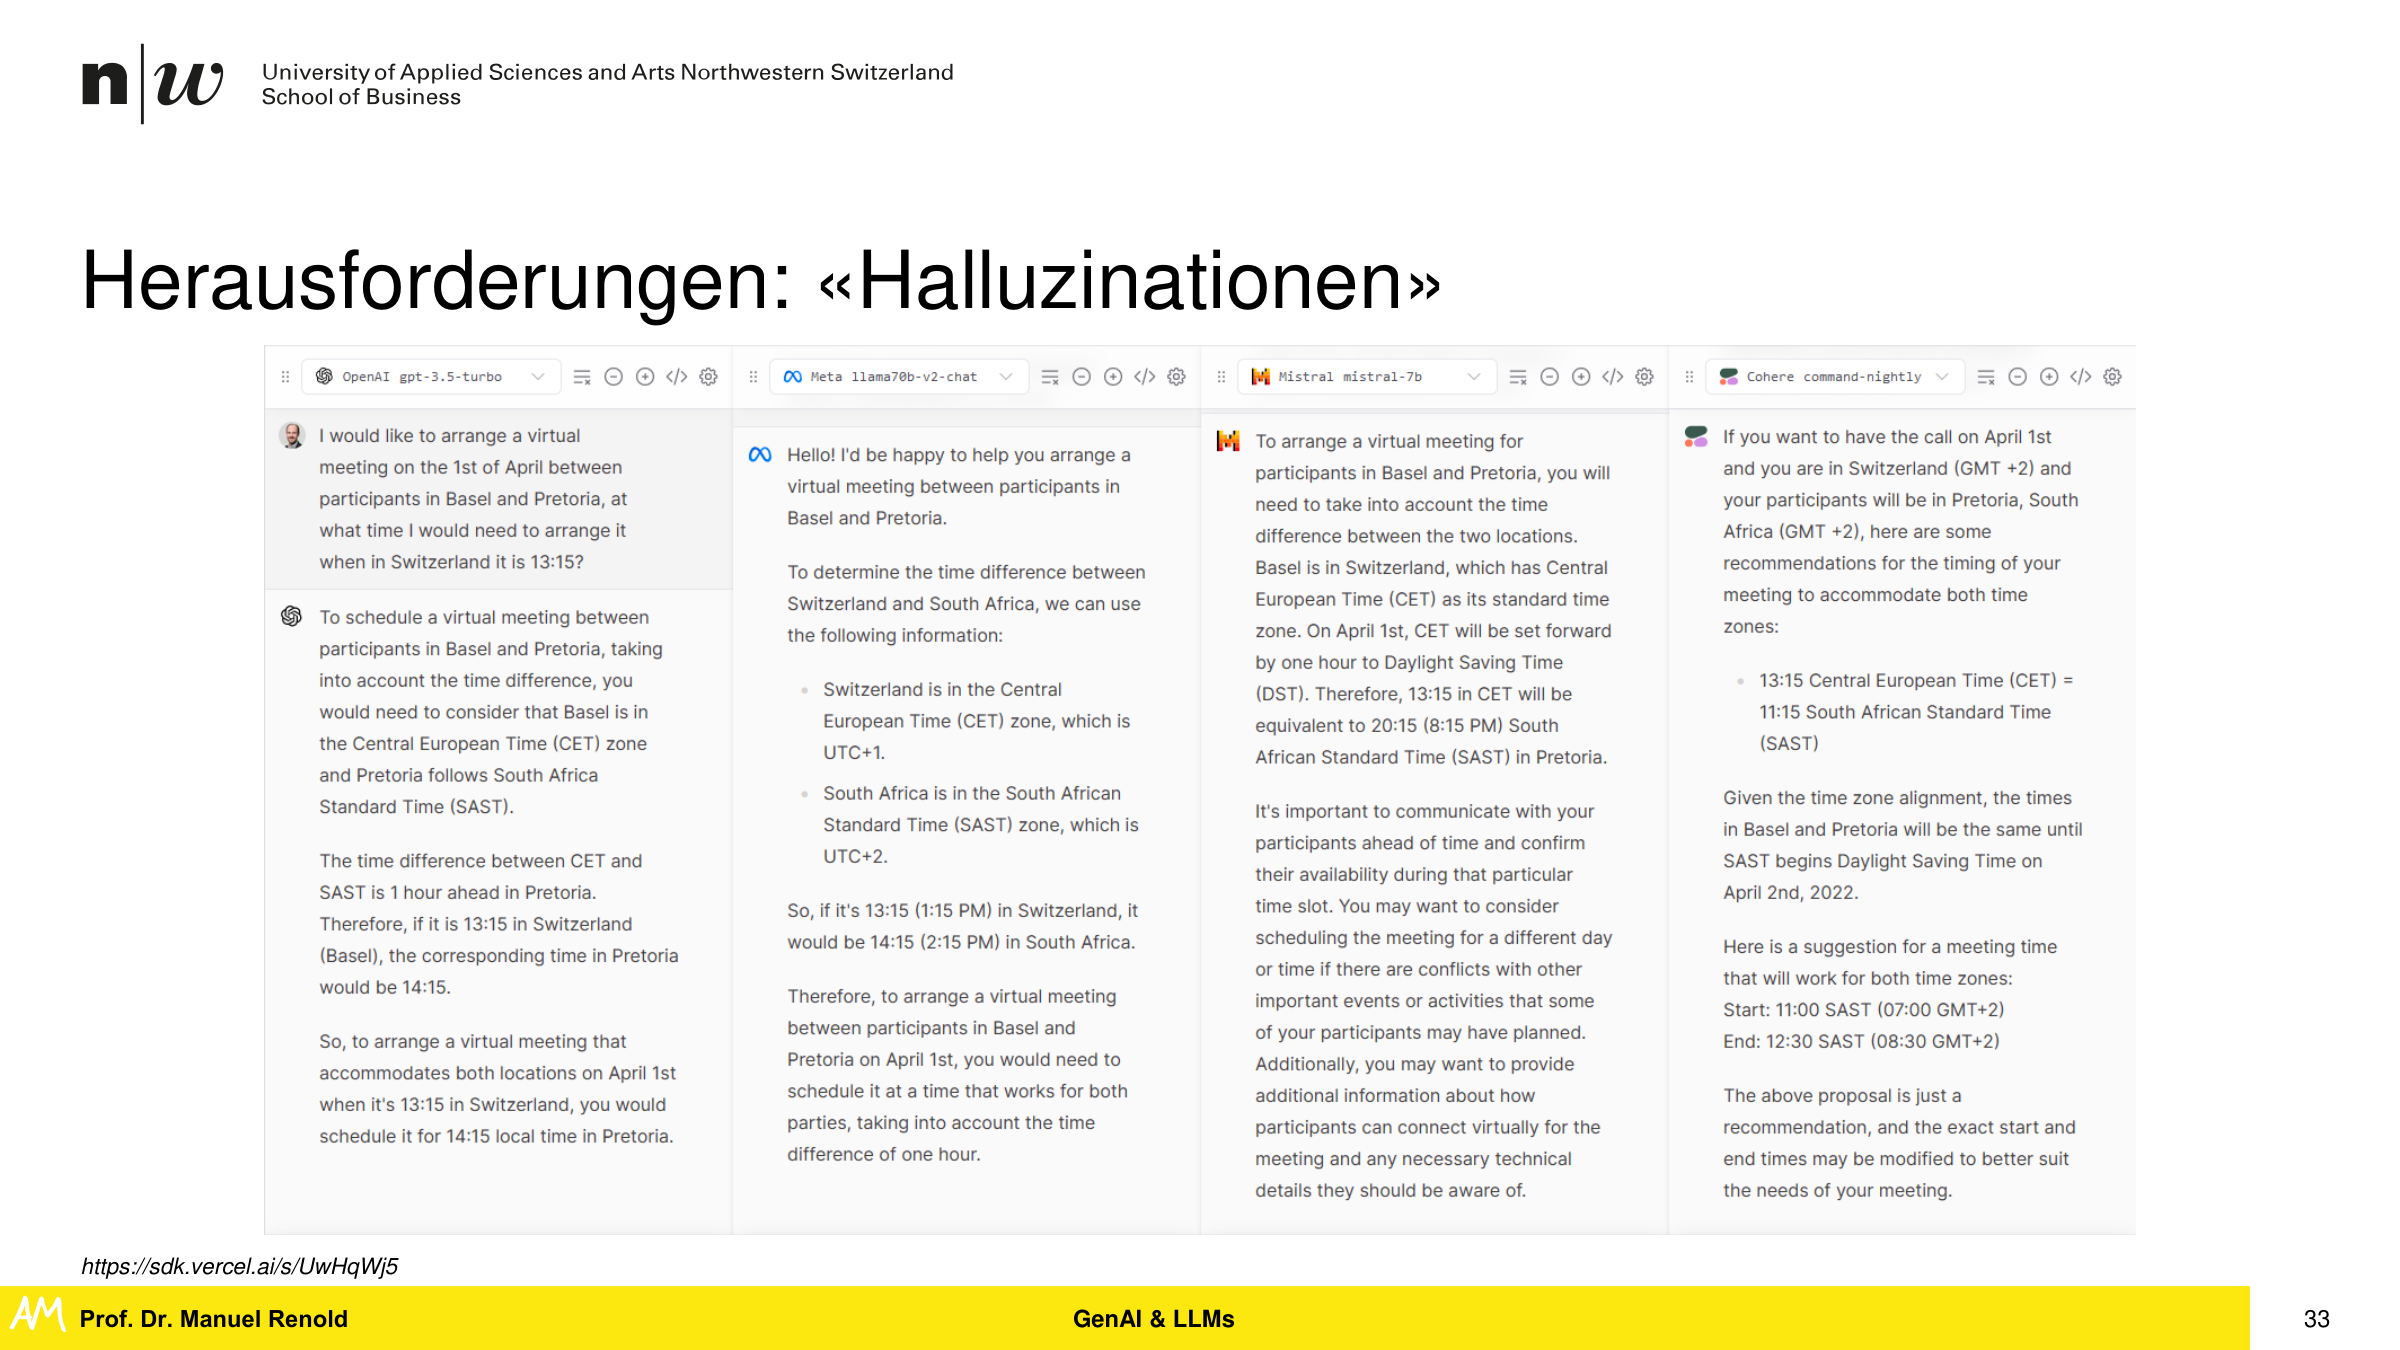 n|w
University of Applied Sciences and Arts Northwestern Switzerland
School of Business
Herausforderungen: «Halluzinationen»
OpenAI gpt-3.5-turbo
I would like to arrange a virtual
meeting on the 1st of April between
participants in Basel and Pretoria, at
what time I would need to arrange it
when in Switzerland it is 13:15?
To schedule a virtual meeting between
participants in Basel and Pretoria, taking
into account the time difference, you
would need to consider that Basel is in
the Central European Time (CET) zone
and Pretoria follows South Africa
Standard Time (SAST).
The time difference between CET and
SAST is 1 hour ahead in Pretoria.
Therefore, if it is 13:15 in Switzerland
(Basel), the corresponding time in Pretoria
would be 14:15.
So, to arrange a virtual meeting that
accommodates both locations on April 1st
when it's 13:15 in Switzerland, you would
schedule it for 14:15 local time in Pretoria.
Meta llama70b-v2-chat
Hello! I'd be happy to help you arrange a
virtual meeting between participants in
Basel and Pretoria.
To determine the time difference between
Switzerland and South Africa, we can use
the following information:
• Switzerland is in the Central
European Time (CET) zone, which is
UTC+1.
• South Africa is in the South African
Standard Time (SAST) zone, which is
UTC+2.
So, if it's 13:15 (1:15 PM) in Switzerland, it
would be 14:15 (2:15 PM) in South Africa.
Therefore, to arrange a virtual meeting
between participants in Basel and
Pretoria on April 1st, you would need to
schedule it at a time that works for both
parties, taking into account the time
difference of one hour.
Mistral mistral-7b
To arrange a virtual meeting for
participants in Basel and Pretoria, you will
need to take into account the time
difference between the two locations.
Basel is in Switzerland, which has Central
European Time (CET) as its standard time
zone. On April 1st, CET will be set forward
by one hour to Daylight Saving Time
(DST). Therefore, 13:15 in CET will be
equivalent to 20:15 (8:15 PM) South
African Standard Time (SAST) in Pretoria.
It's important to communicate with your
participants ahead of time and confirm
their availability during that particular
time slot. You may want to consider
scheduling the meeting for a different day
or time if there are conflicts with other
important events or activities that some
of your participants may have planned.
Additionally, you may want to provide
additional information about how
participants can connect virtually for the
meeting and any necessary technical
details they should be aware of.
Cohere command-nightly
If you want to have the call on April 1st
and you are in Switzerland (GMT +2) and
your participants will be in Pretoria, South
Africa (GMT +2), here are some
recommendations for the timing of your
meeting to accommodate both time
zones:
• 13:15 Central European Time (CET) =
11:15 South African Standard Time
(SAST)
Given the time zone alignment, the times
in Basel and Pretoria will be the same until
SAST begins Daylight Saving Time on
April 2nd, 2022.
Here is a suggestion for a meeting time
that will work for both time zones:
Start: 11:00 SAST (07:00 GMT+2)
End: 12:30 SAST (08:30 GMT+2)
The above proposal is just a
recommendation, and the exact start and
end times may be modified to better suit
the needs of your meeting.
https://sdk.vercel.ai/s/UwHqWj5
AM
Prof. Dr. Manuel Renold
GenAI & LLMs
33